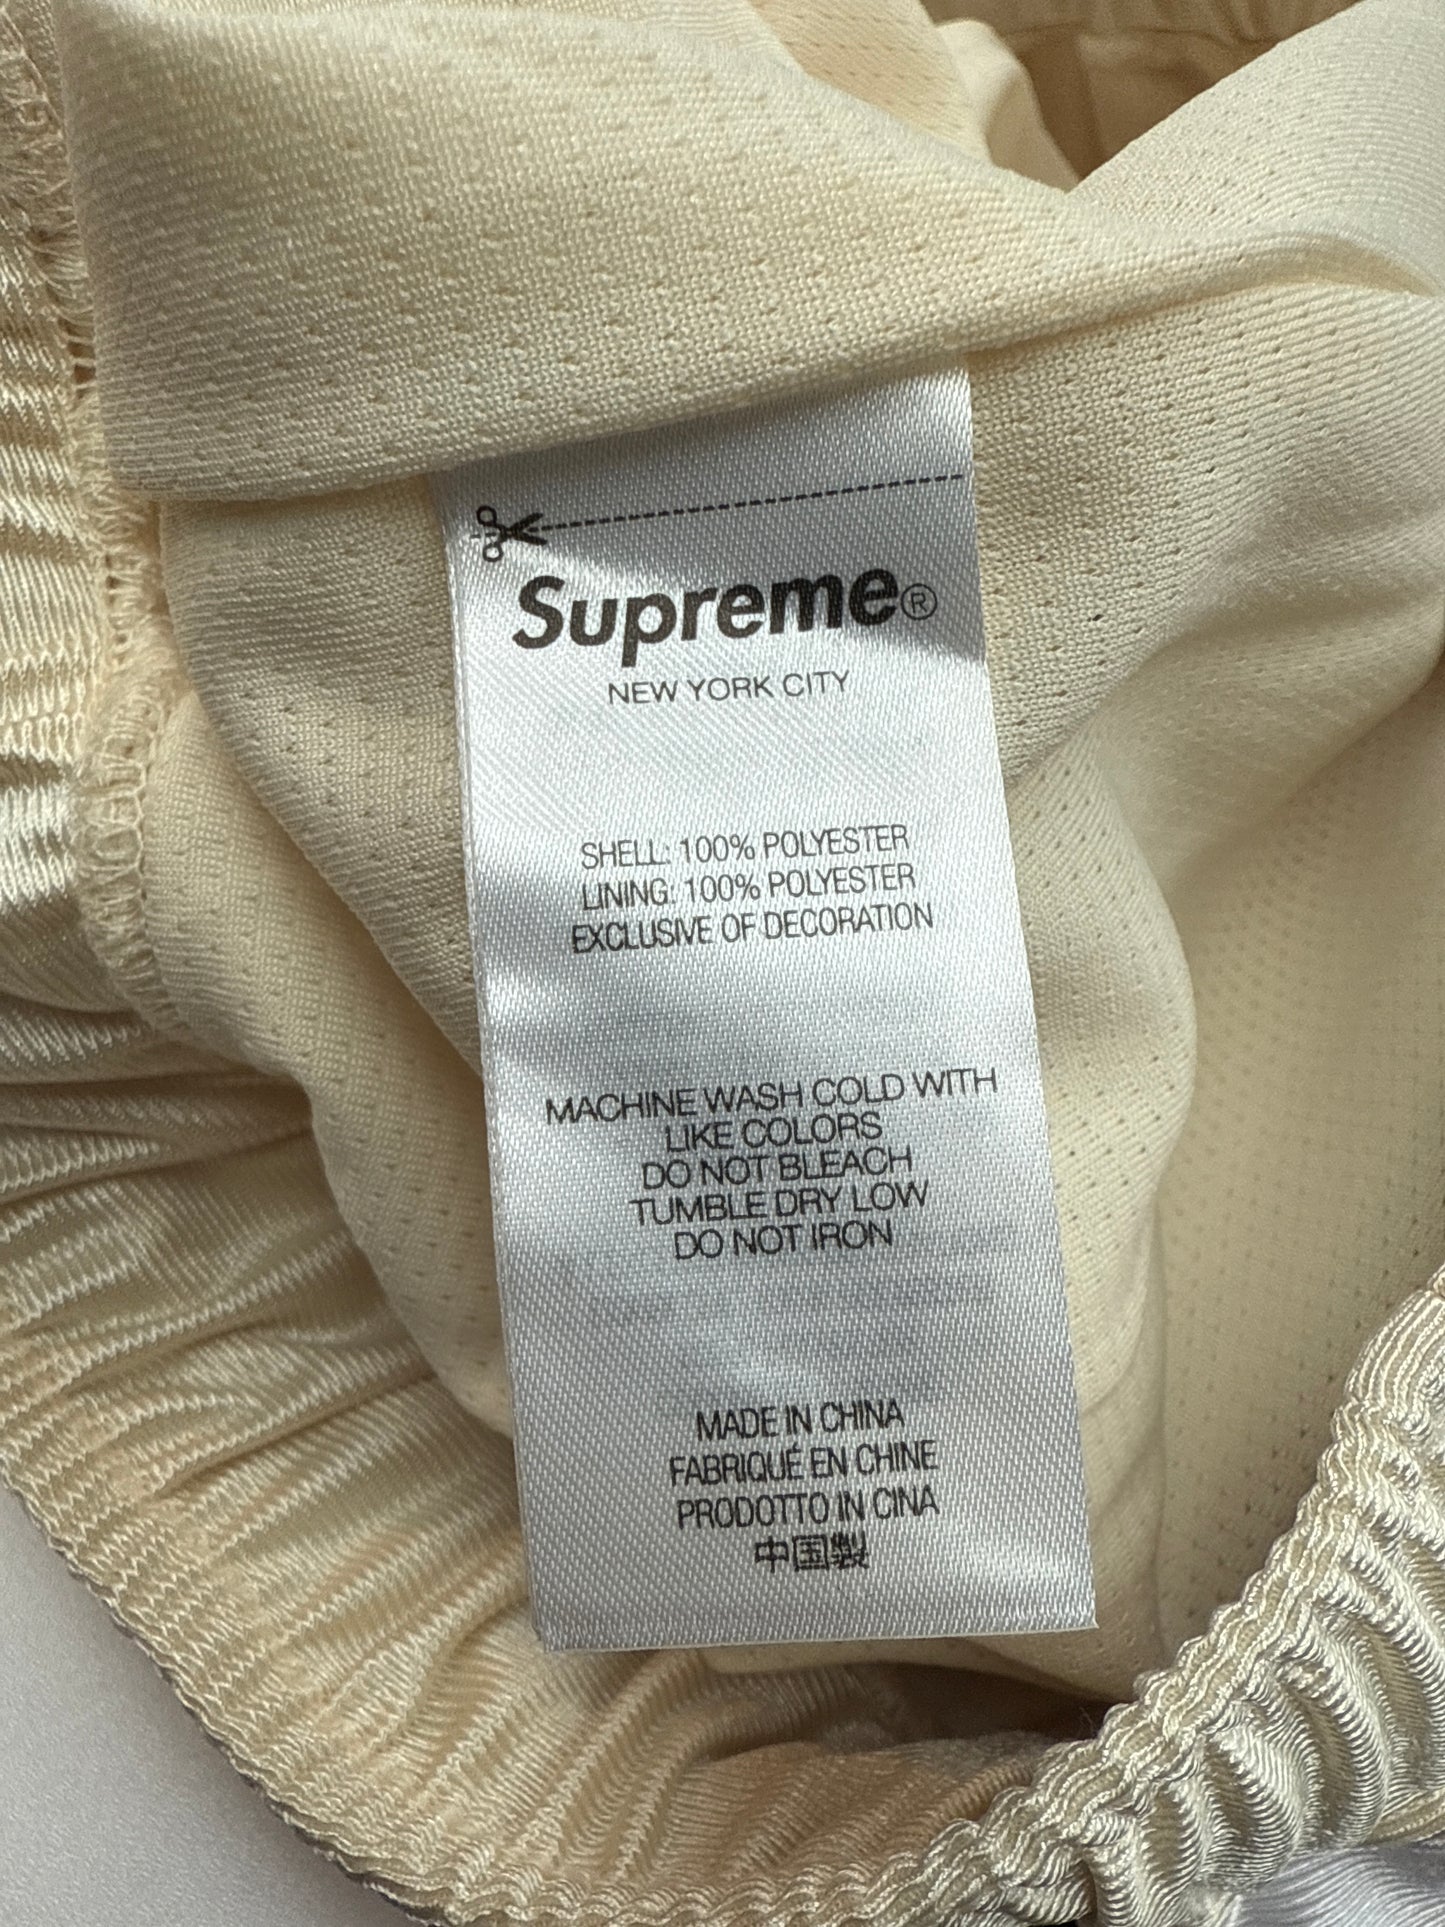 Supreme®
NEW YORK CITY
SHELL: 100% POLYESTER
LINING: 100% POLYESTER
EXCLUSIVE OF DECORATION
MACHINE WASH COLD WITH
LIKE COLORS
DO NOT BLEACH
TUMBLE DRY LOW
DO NOT IRON
MADE IN CHINA
FABRIQUÉ EN CHINE
PRODOTTO IN CINA
中国製